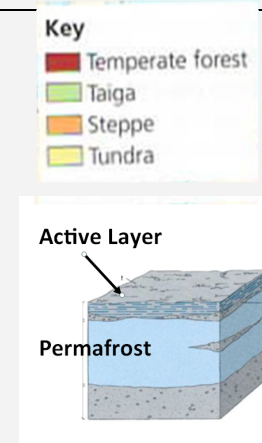 Key
Temperate forest
Taiga
Steppe
Tundra
Active Layer
Permafrost